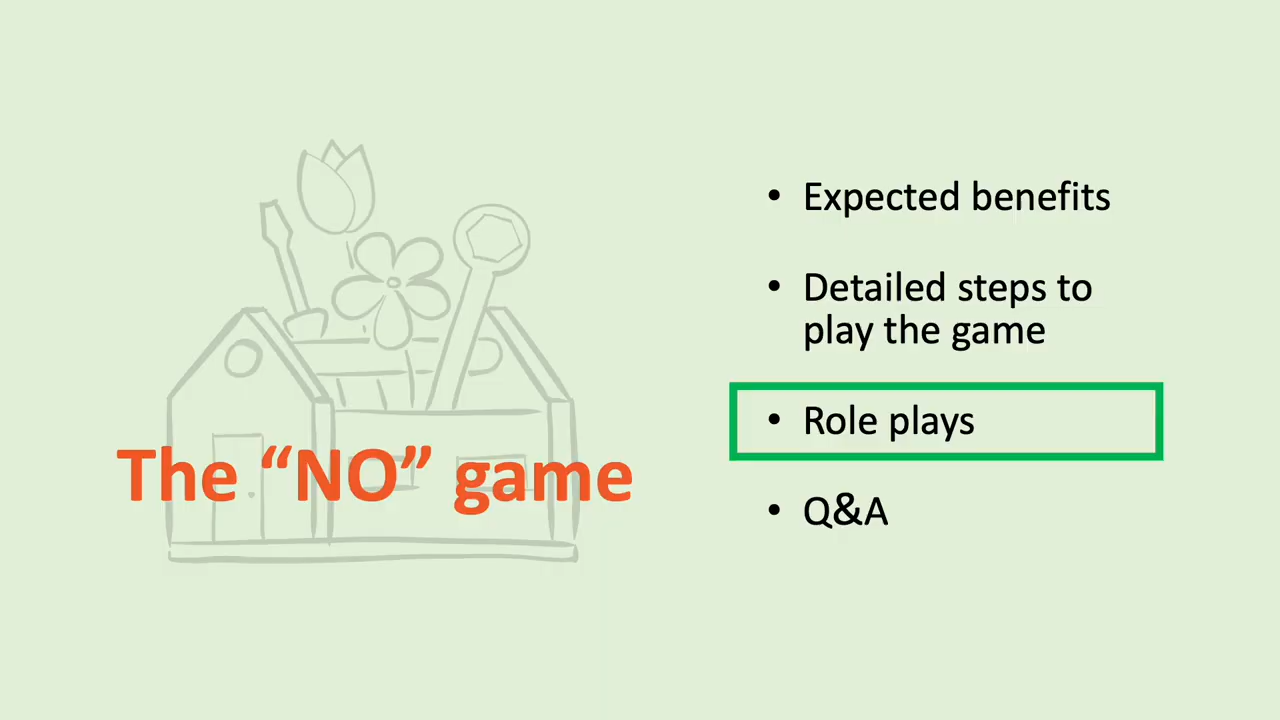 The “NO” game
• Expected benefits
• Detailed steps to
play the game
• Role plays
• Q&A